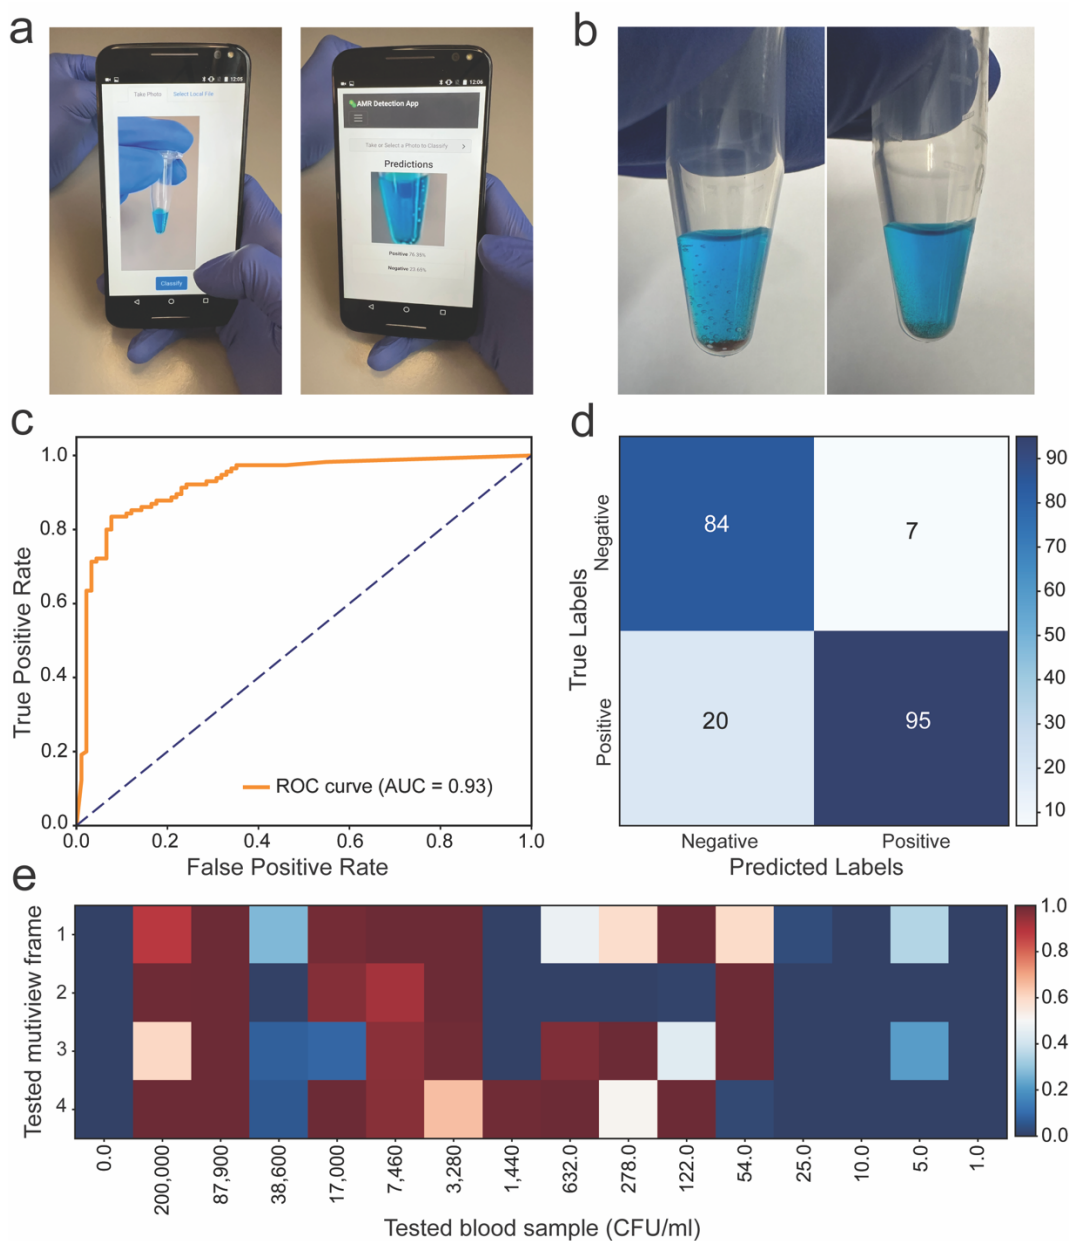 a
b
12:05
Take Photo Select Local File
Classify
12:06
AMR Detection App
Take or Select a Photo to Classify
Predictions
Positive
Negative
c
1.0
0.8
0.6
0.4
0.2
0.0
0.0 0.2 0.4 0.6 0.8 1.0
True Positive Rate
False Positive Rate
ROC curve (AUC = 0.93)
d
84 7
20 95
True Labels
Negative
Positive
Negative Positive
Predicted Labels
90
80
70
60
50
40
30
20
10
e
Tested mutiview frame
1
2
3
4
0.0 200,000 87,900 38,600 17,000 7,460 3,280 1,440 632.0 278.0 122.0 54.0 25.0 10.0 5.0 1.0
Tested blood sample (CFU/ml)
1.0
0.8
0.6
0.4
0.2
0.0